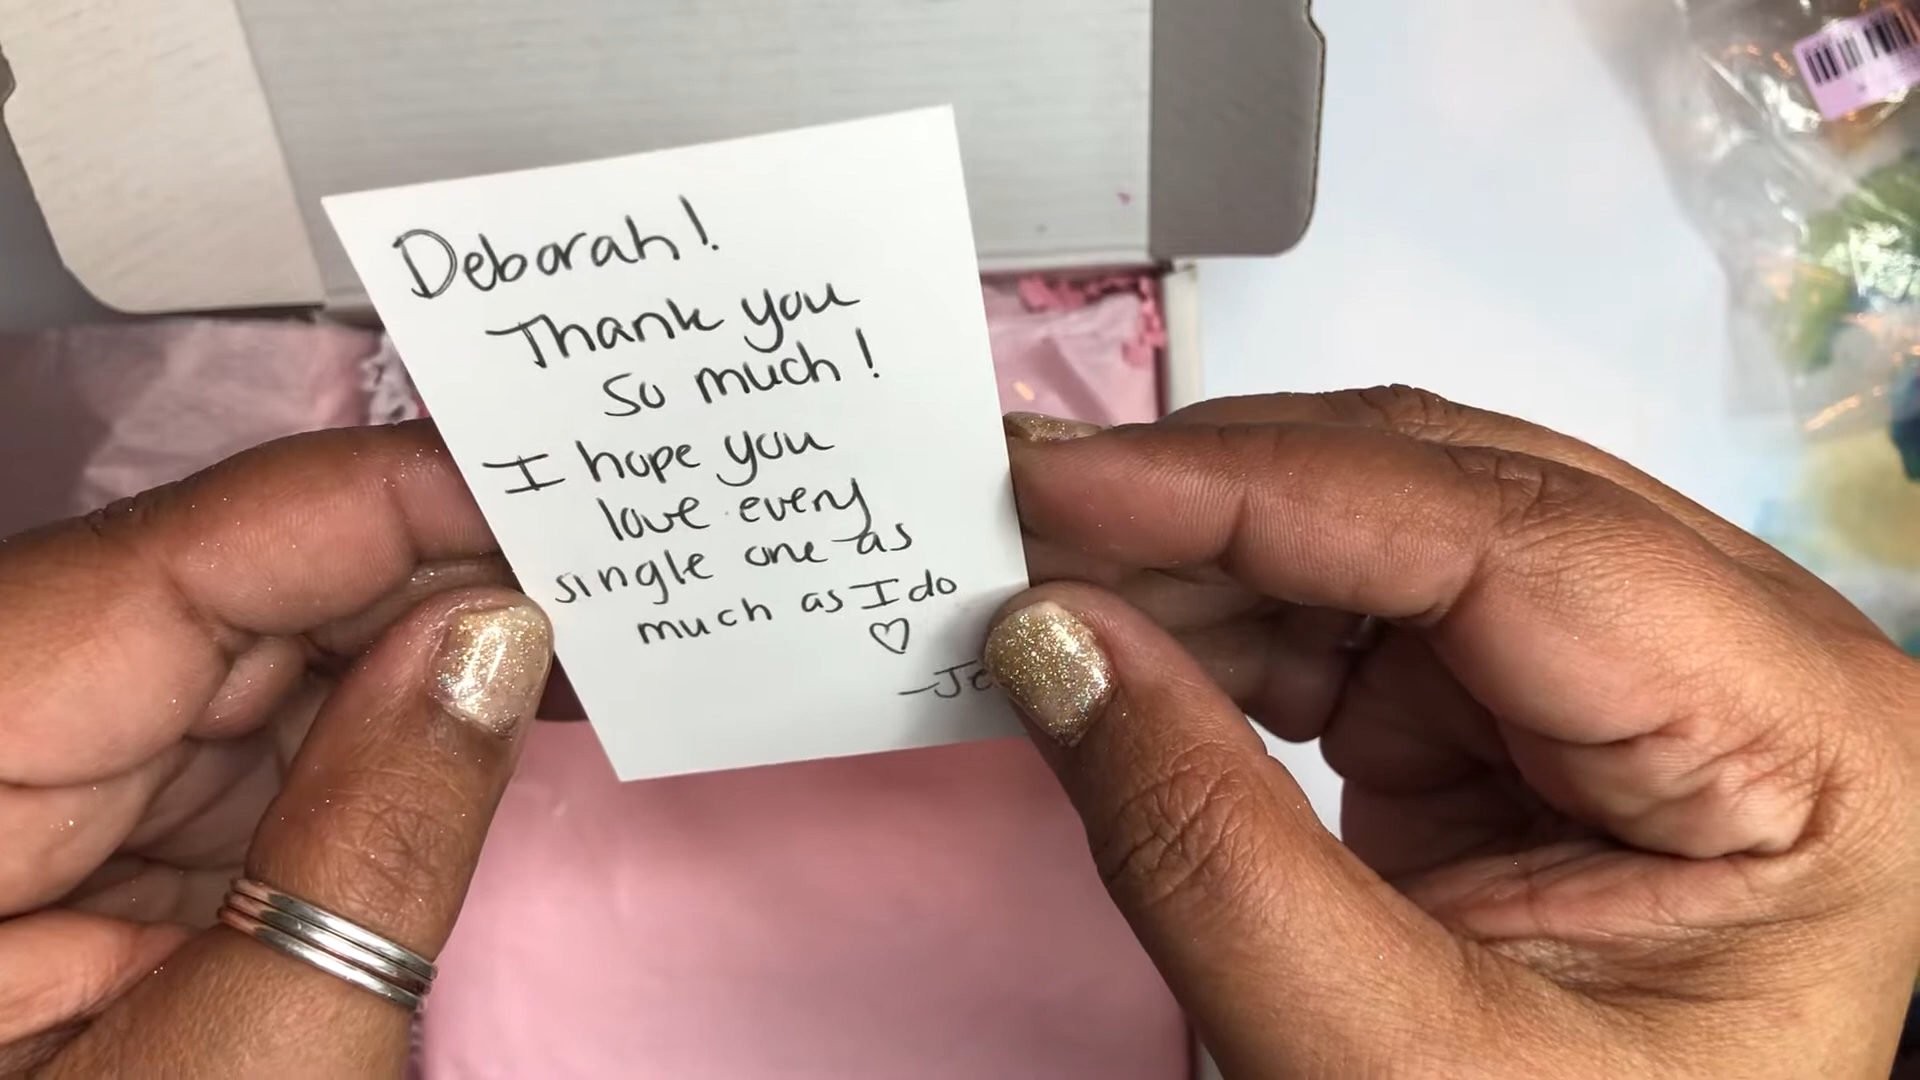 Deborah!
Thank you
so much!
I hope you
love every
single one as
much as I do
♡